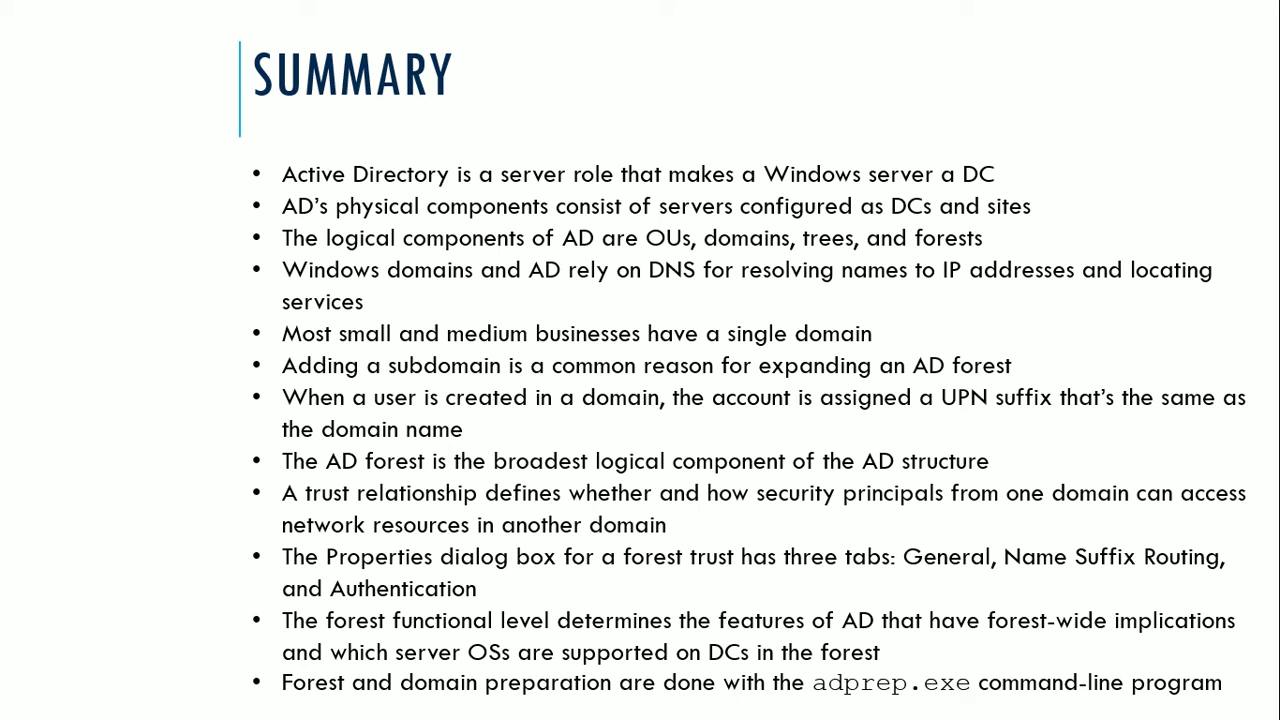 SUMMARY
• Active Directory is a server role that makes a Windows server a DC
• AD’s physical components consist of servers configured as DCs and sites
• The logical components of AD are OUs, domains, trees, and forests
• Windows domains and AD rely on DNS for resolving names to IP addresses and locating
services
• Most small and medium businesses have a single domain
• Adding a subdomain is a common reason for expanding an AD forest
• When a user is created in a domain, the account is assigned a UPN suffix that’s the same as
the domain name
• The AD forest is the broadest logical component of the AD structure
• A trust relationship defines whether and how security principals from one domain can access
network resources in another domain
• The Properties dialog box for a forest trust has three tabs: General, Name Suffix Routing,
and Authentication
• The forest functional level determines the features of AD that have forest-wide implications
and which server OSs are supported on DCs in the forest
• Forest and domain preparation are done with the adprep.exe command-line program